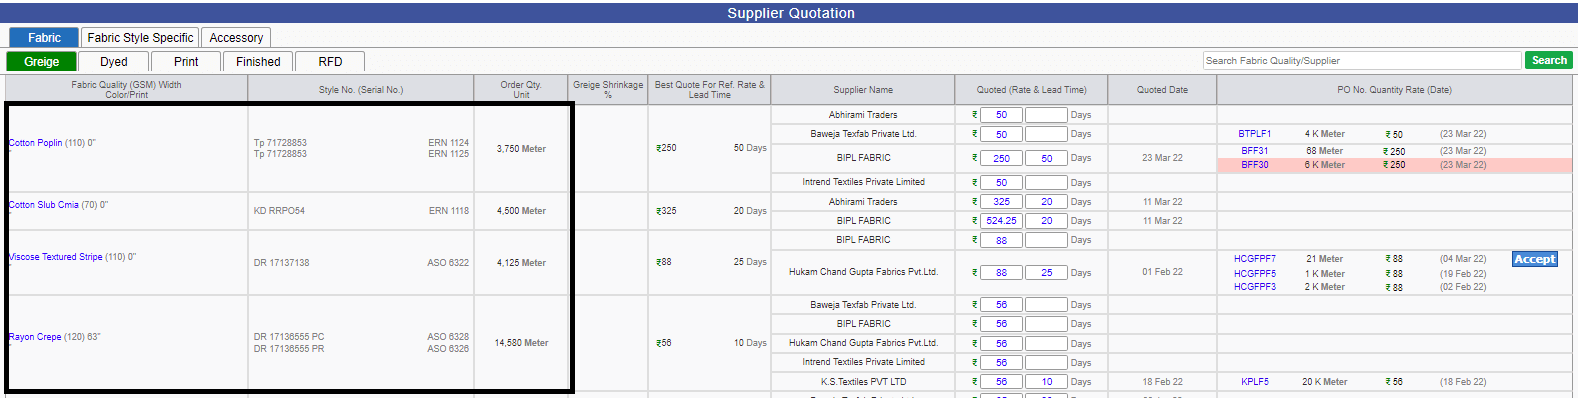 Supplier Quotation
Fabric Fabric Style Specific Accessory
Greige Dyed Print Finished RFD Search Fabric Quality/Supplier Search
Fabric Quality (GSM) Width Color/Print Style No. (Serial No.) Order Qty. Unit Greige Shrinkage % Best Quote For Ref. Rate & Lead Time Supplier Name Quoted (Rate & Lead Time) Quoted Date PO No. Quantity Rate (Date)
Abhirami Traders ₹ 50 Days
Baweja Texfab Private Ltd. ₹ 50 Days BTPLF1 4 K Meter ₹ 50 (23 Mar 22)
Cotton Poplin (110) 0" Tp 71728853 ERN 1124
Tp 71728853 ERN 1125
3,750 Meter ₹250 50 Days
BIPL FABRIC ₹ 250 50 Days 23 Mar 22 BFF31 68 Meter ₹ 250 (23 Mar 22)
BFF30 6 K Meter ₹ 250 (23 Mar 22)
Intrend Textiles Private Limited ₹ 50 Days
Cotton Slub Cmia (70) 0" KD RRPO54 ERN 1118 4,500 Meter ₹325 20 Days
Abhirami Traders ₹ 325 20 Days 11 Mar 22
BIPL FABRIC ₹ 524.25 20 Days 11 Mar 22
BIPL FABRIC ₹ 88 Days
Viscose Textured Stripe (110) 0" DR 17137138 ASO 6322 4,125 Meter ₹88 25 Days
Hukam Chand Gupta Fabrics Pvt.Ltd. ₹ 88 25 Days 01 Feb 22 HCGFPF7 21 Meter ₹ 88 (04 Mar 22) Accept
HCGFPF5 1 K Meter ₹ 88 (19 Feb 22)
HCGFPF3 2 K Meter ₹ 88 (02 Feb 22)
Baweja Texfab Private Ltd. ₹ 56 Days
BIPL FABRIC ₹ 56 Days
Rayon Crepe (120) 63" DR 17136555 PC ASO 6328
DR 17136555 PR ASO 6326
14,580 Meter ₹56 10 Days
Hukam Chand Gupta Fabrics Pvt.Ltd. ₹ 56 Days
Intrend Textiles Private Limited ₹ 56 Days
K.S.Textiles PVT LTD ₹ 56 10 Days 18 Feb 22 KPLF5 20 K Meter ₹ 56 (18 Feb 22)